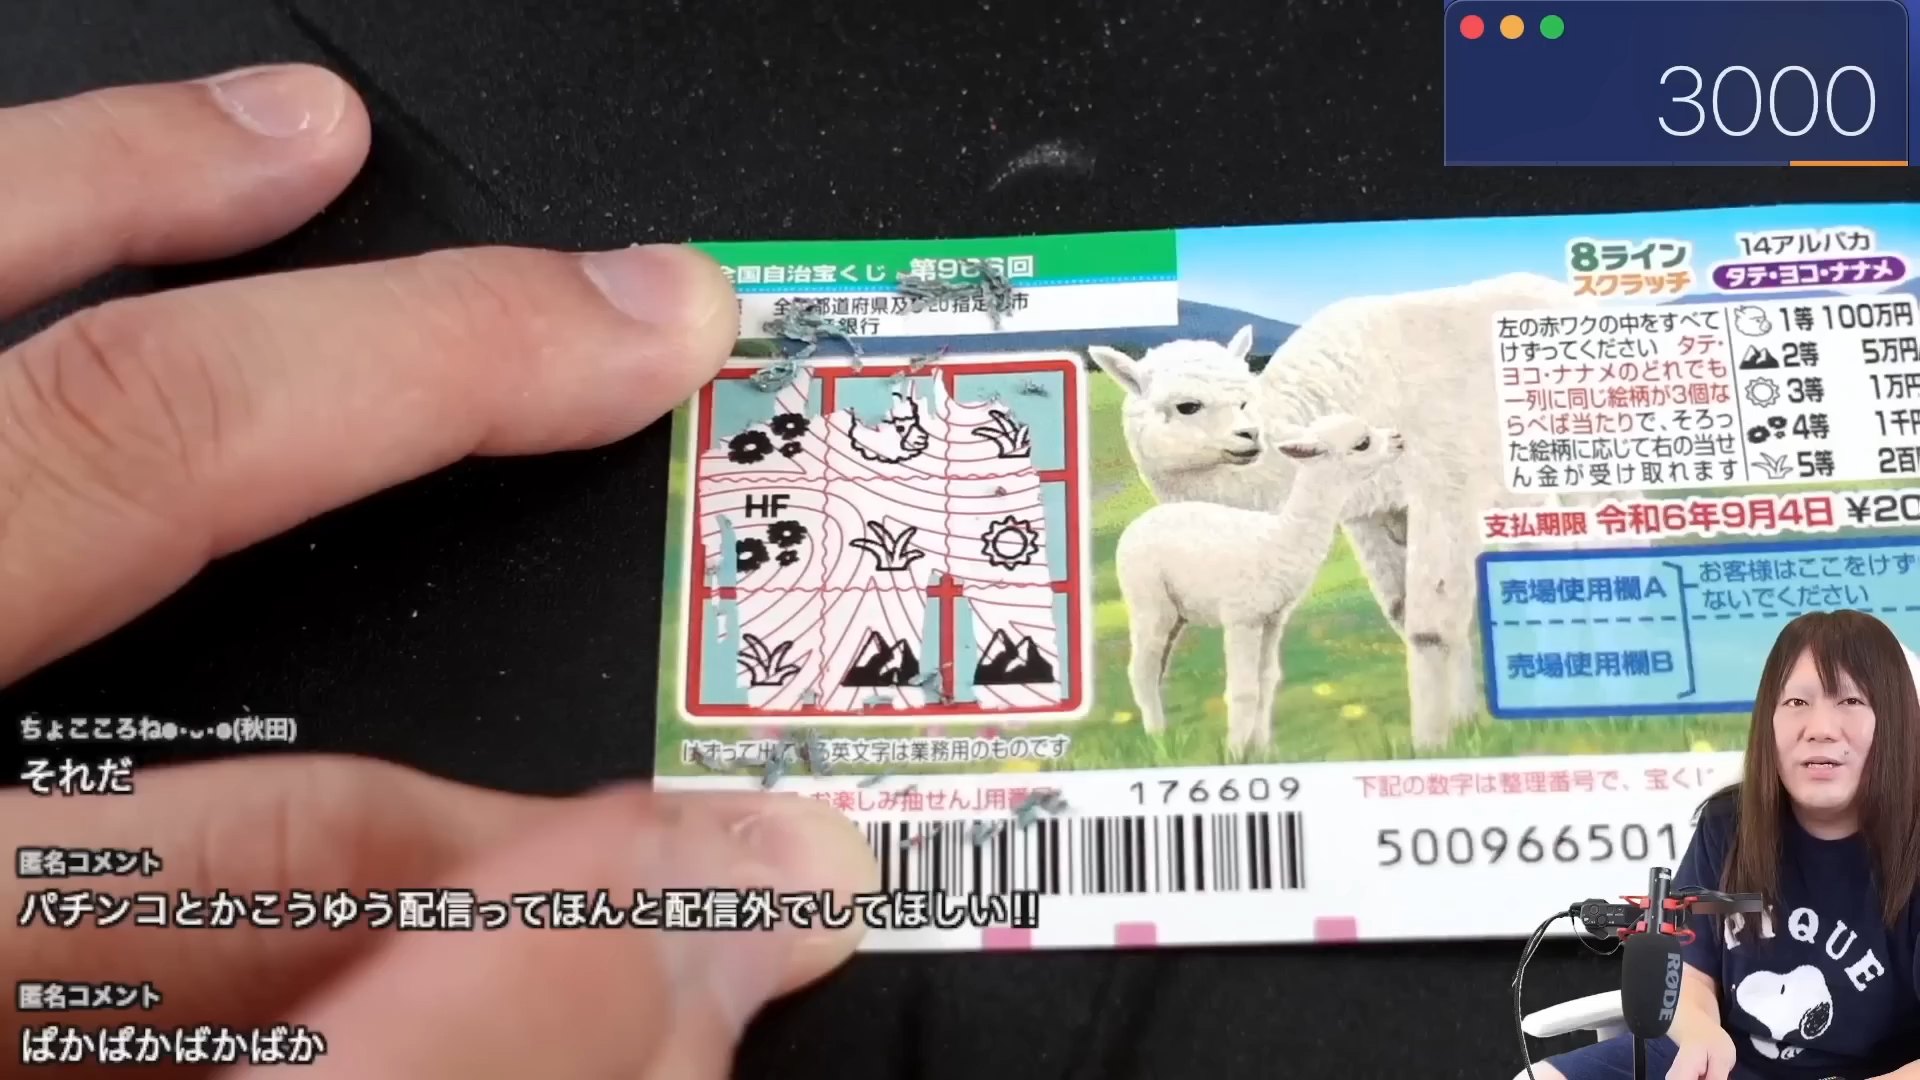 3000
全国自治宝くじ 第966回
全 都道府県及び20指定 市
銀行
HF
けずって出てくる英文字は業務用のものです
お楽しみ抽せん」用番号
176609
8ライン
スクラッチ
14アルパカ
タテ・ヨコ・ナナメ
左の赤ワクの中をすべて
けずってください タテ・
ヨコ・ナナメのどれでも
一列に同じ絵柄が3個な
らべば当たりで、そろっ
た絵柄に応じて右の当せ
ん金が受け取れます
1等 100万円
2等 5万円
3等 1万円
4等 1千円
5等 2百
支払期限 令和6年9月4日 ¥20
売場使用欄A
売場使用欄B
お客様はここをけず
ないでください
下記の数字は整理番号で、宝くじ
500966501
ちょこころね●·⌣·●(秋田)
それだ
匿名コメント
パチンコとかこうゆう配信ってほんと配信外でしてほしい!!
匿名コメント
ぱかぱかばかばか
PIQUE
RØDE